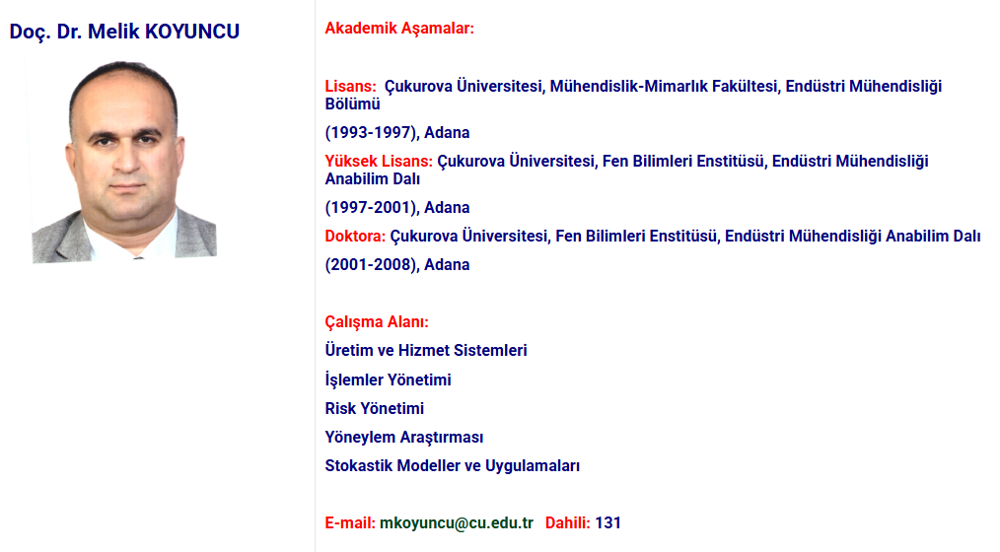 Doç. Dr. Melik KOYUNCU
Akademik Aşamalar:
Lisans: Çukurova Üniversitesi, Mühendislik-Mimarlık Fakültesi, Endüstri Mühendisliği
Bölümü
(1993-1997), Adana
Yüksek Lisans: Çukurova Üniversitesi, Fen Bilimleri Enstitüsü, Endüstri Mühendisliği
Anabilim Dalı
(1997-2001), Adana
Doktora: Çukurova Üniversitesi, Fen Bilimleri Enstitüsü, Endüstri Mühendisliği Anabilim Dalı
(2001-2008), Adana
Çalışma Alanı:
Üretim ve Hizmet Sistemleri
İşlemler Yönetimi
Risk Yönetimi
Yöneylem Araştırması
Stokastik Modeller ve Uygulamaları
E-mail: mkoyuncu@cu.edu.tr Dahili: 131